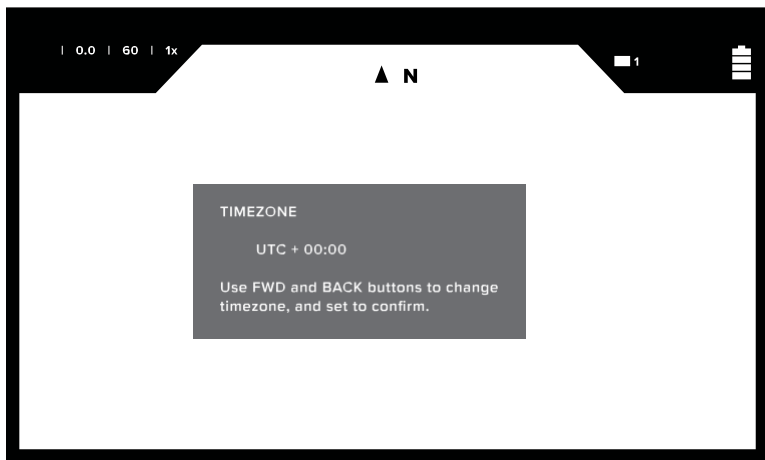 | 0.0 | 60 | 1x
1
N
TIMEZONE
UTC + 00:00
Use FWD and BACK buttons to change
timezone, and set to confirm.